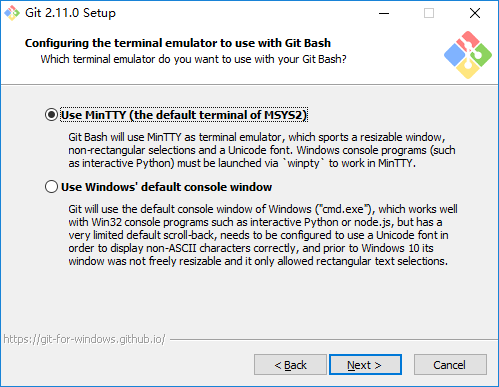 Git 2.11.0 Setup
Configuring the terminal emulator to use with Git Bash
Which terminal emulator do you want to use with your Git Bash?
Use MinTTY (the default terminal of MSYS2)
Git Bash will use MinTTY as terminal emulator, which sports a resizable window,
non-rectangular selections and a Unicode font. Windows console programs (such
as interactive Python) must be launched via `winpty` to work in MinTTY.
Use Windows' default console window
Git will use the default console window of Windows ("cmd.exe"), which works well
with Win32 console programs such as interactive Python or node.js, but has a
very limited default scroll-back, needs to be configured to use a Unicode font in
order to display non-ASCII characters correctly, and prior to Windows 10 its
window was not freely resizable and it only allowed rectangular text selections.
https://git-for-windows.github.io/
< Back
Next >
Cancel